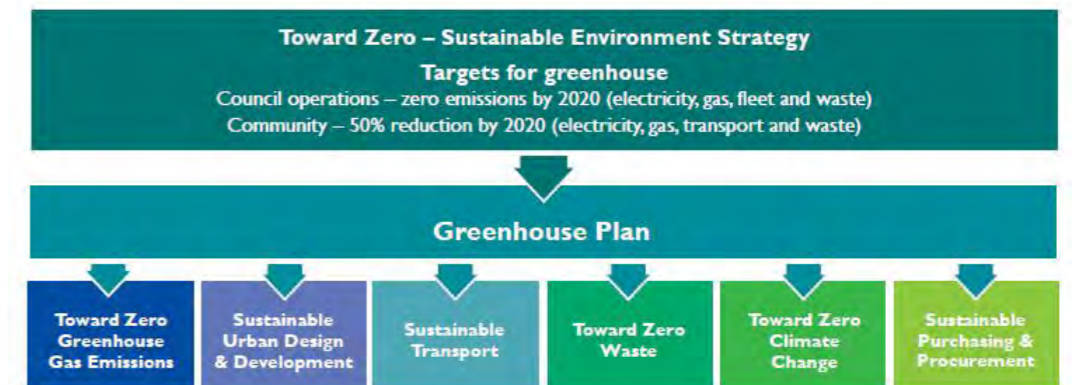 Toward Zero – Sustainable Environment Strategy
Targets for greenhouse
Council operations – zero emissions by 2020 (electricity, gas, fleet and waste)
Community – 50% reduction by 2020 (electricity, gas, transport and waste)
Greenhouse Plan
Toward Zero
Greenhouse
Gas Emissions
Sustainable
Urban Design
& Development
Sustainable
Transport
Toward Zero
Waste
Toward Zero
Climate
Change
Sustainable
Purchasing &
Procurement